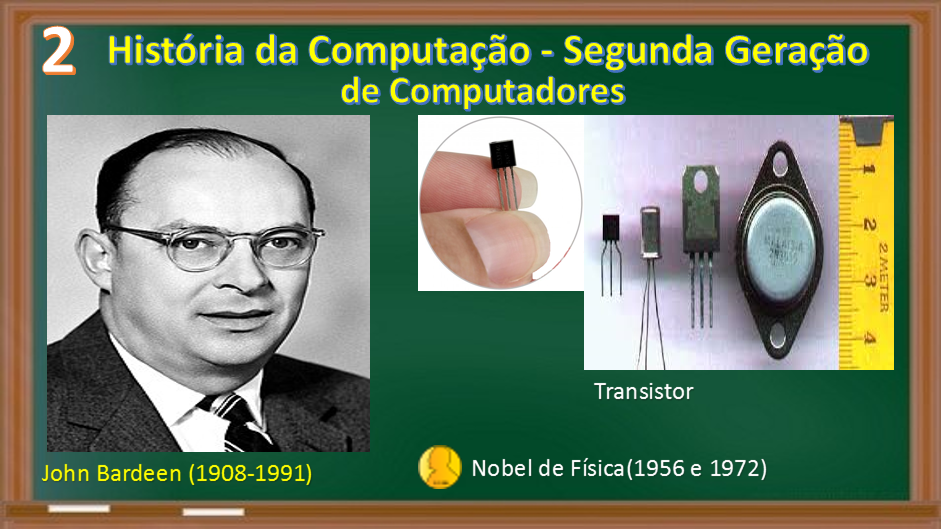 2
História da Computação - Segunda Geração
de Computadores
1
2
2 METER
3
4
Transistor
John Bardeen (1908-1991)
Nobel de Física(1956 e 1972)